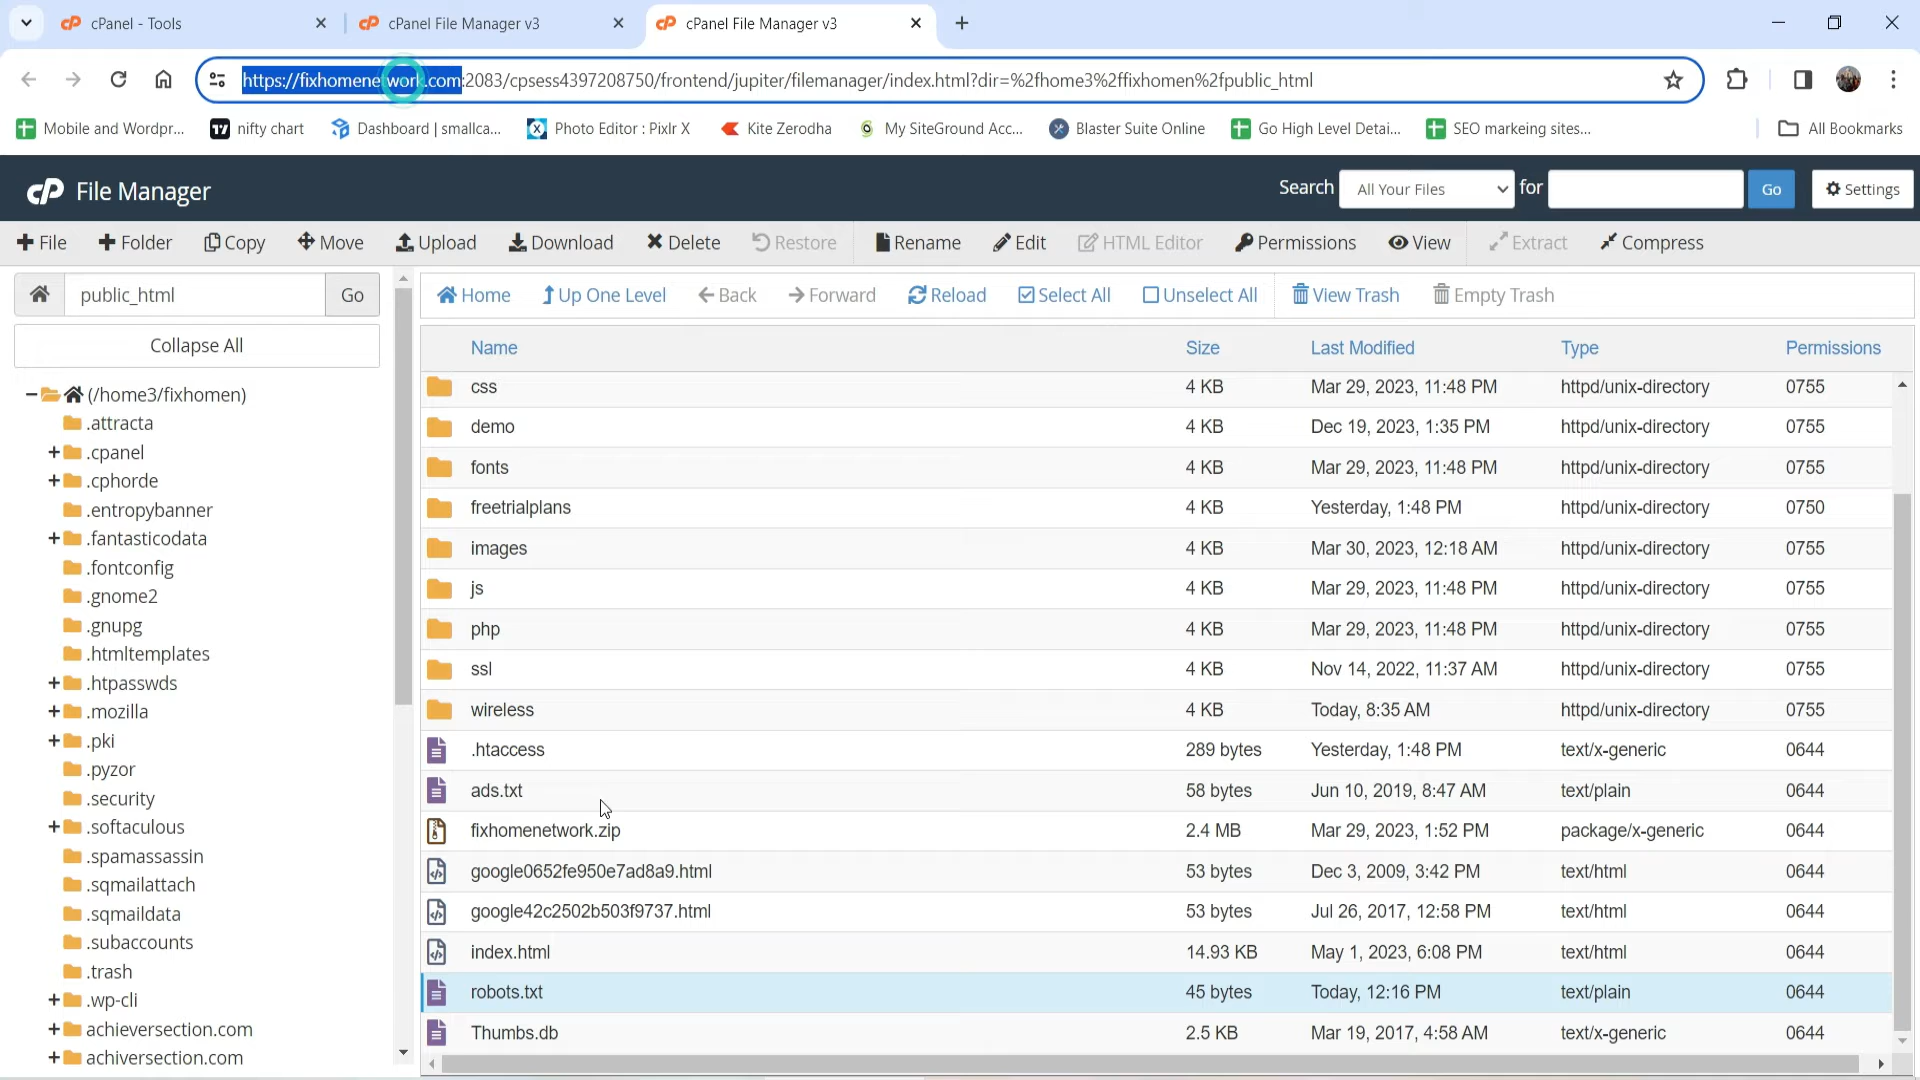 cPanel - Tools
cPanel File Manager v3
cPanel File Manager v3
https://fixhomenetwork.com:2083/cpsess4397208750/frontend/jupiter/filemanager/index.html?dir=%2fhome3%2ffixhomen%2fpublic_html
Mobile and Wordpr... nifty chart Dashboard | smallca... Photo Editor : Pixlr X Kite Zerodha My SiteGround Acc... Blaster Suite Online Go High Level Detai... SEO markeing sites... All Bookmarks
cP File Manager Search All Your Files for Go Settings
File Folder Copy Move Upload Download Delete Restore Rename Edit HTML Editor Permissions View Extract Compress
public_html Go
Collapse All
(/home3/fixhomen)
.attracta
.cpanel
.cphorde
.entropybanner
.fantasticodata
.fontconfig
.gnome2
.gnupg
.htmltemplates
.htpasswds
.mozilla
.pki
.pyzor
.security
.softaculous
.spamassassin
.sqmailattach
.sqmaildata
.subaccounts
.trash
.wp-cli
achieversection.com
achiversection.com
Home Up One Level Back Forward Reload Select All Unselect All View Trash Empty Trash
Name Size Last Modified Type Permissions
css 4 KB Mar 29, 2023, 11:48 PM httpd/unix-directory 0755
demo 4 KB Dec 19, 2023, 1:35 PM httpd/unix-directory 0755
fonts 4 KB Mar 29, 2023, 11:48 PM httpd/unix-directory 0755
freetrialplans 4 KB Yesterday, 1:48 PM httpd/unix-directory 0750
images 4 KB Mar 30, 2023, 12:18 AM httpd/unix-directory 0755
js 4 KB Mar 29, 2023, 11:48 PM httpd/unix-directory 0755
php 4 KB Mar 29, 2023, 11:48 PM httpd/unix-directory 0755
ssl 4 KB Nov 14, 2022, 11:37 AM httpd/unix-directory 0755
wireless 4 KB Today, 8:35 AM httpd/unix-directory 0755
.htaccess 289 bytes Yesterday, 1:48 PM text/x-generic 0644
ads.txt 58 bytes Jun 10, 2019, 8:47 AM text/plain 0644
fixhomenetwork.zip 2.4 MB Mar 29, 2023, 1:52 PM package/x-generic 0644
google0652fe950e7ad8a9.html 53 bytes Dec 3, 2009, 3:42 PM text/html 0644
google42c2502b503f9737.html 53 bytes Jul 26, 2017, 12:58 PM text/html 0644
index.html 14.93 KB May 1, 2023, 6:08 PM text/html 0644
robots.txt 45 bytes Today, 12:16 PM text/plain 0644
Thumbs.db 2.5 KB Mar 19, 2017, 4:58 AM text/x-generic 0644